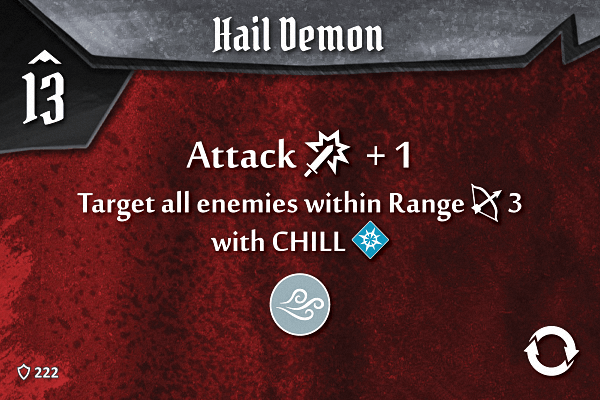 Hail Demon
13
Attack + 1
Target all enemies within Range 3
with CHILL
222